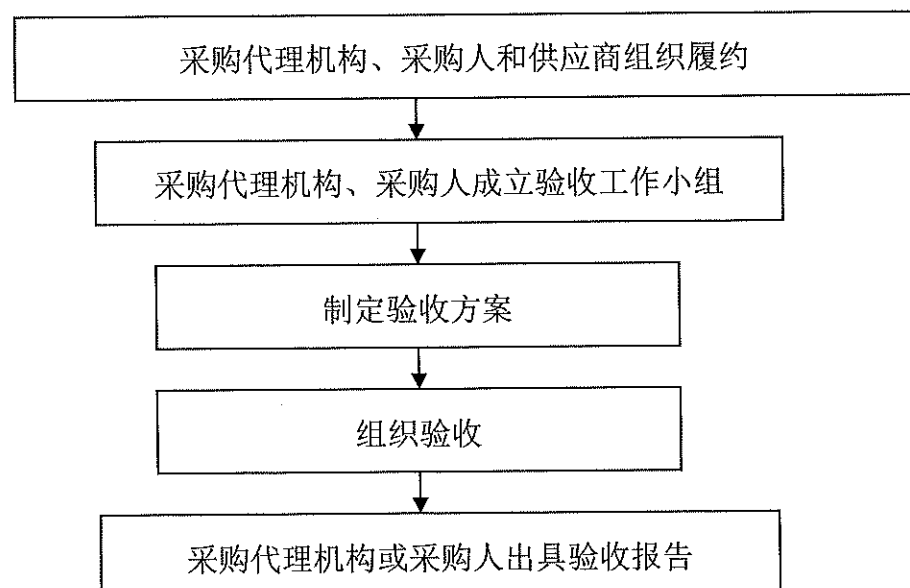 采购代理机构、采购人和供应商组织履约
采购代理机构、采购人成立验收工作小组
制定验收方案
组织验收
采购代理机构或采购人出具验收报告